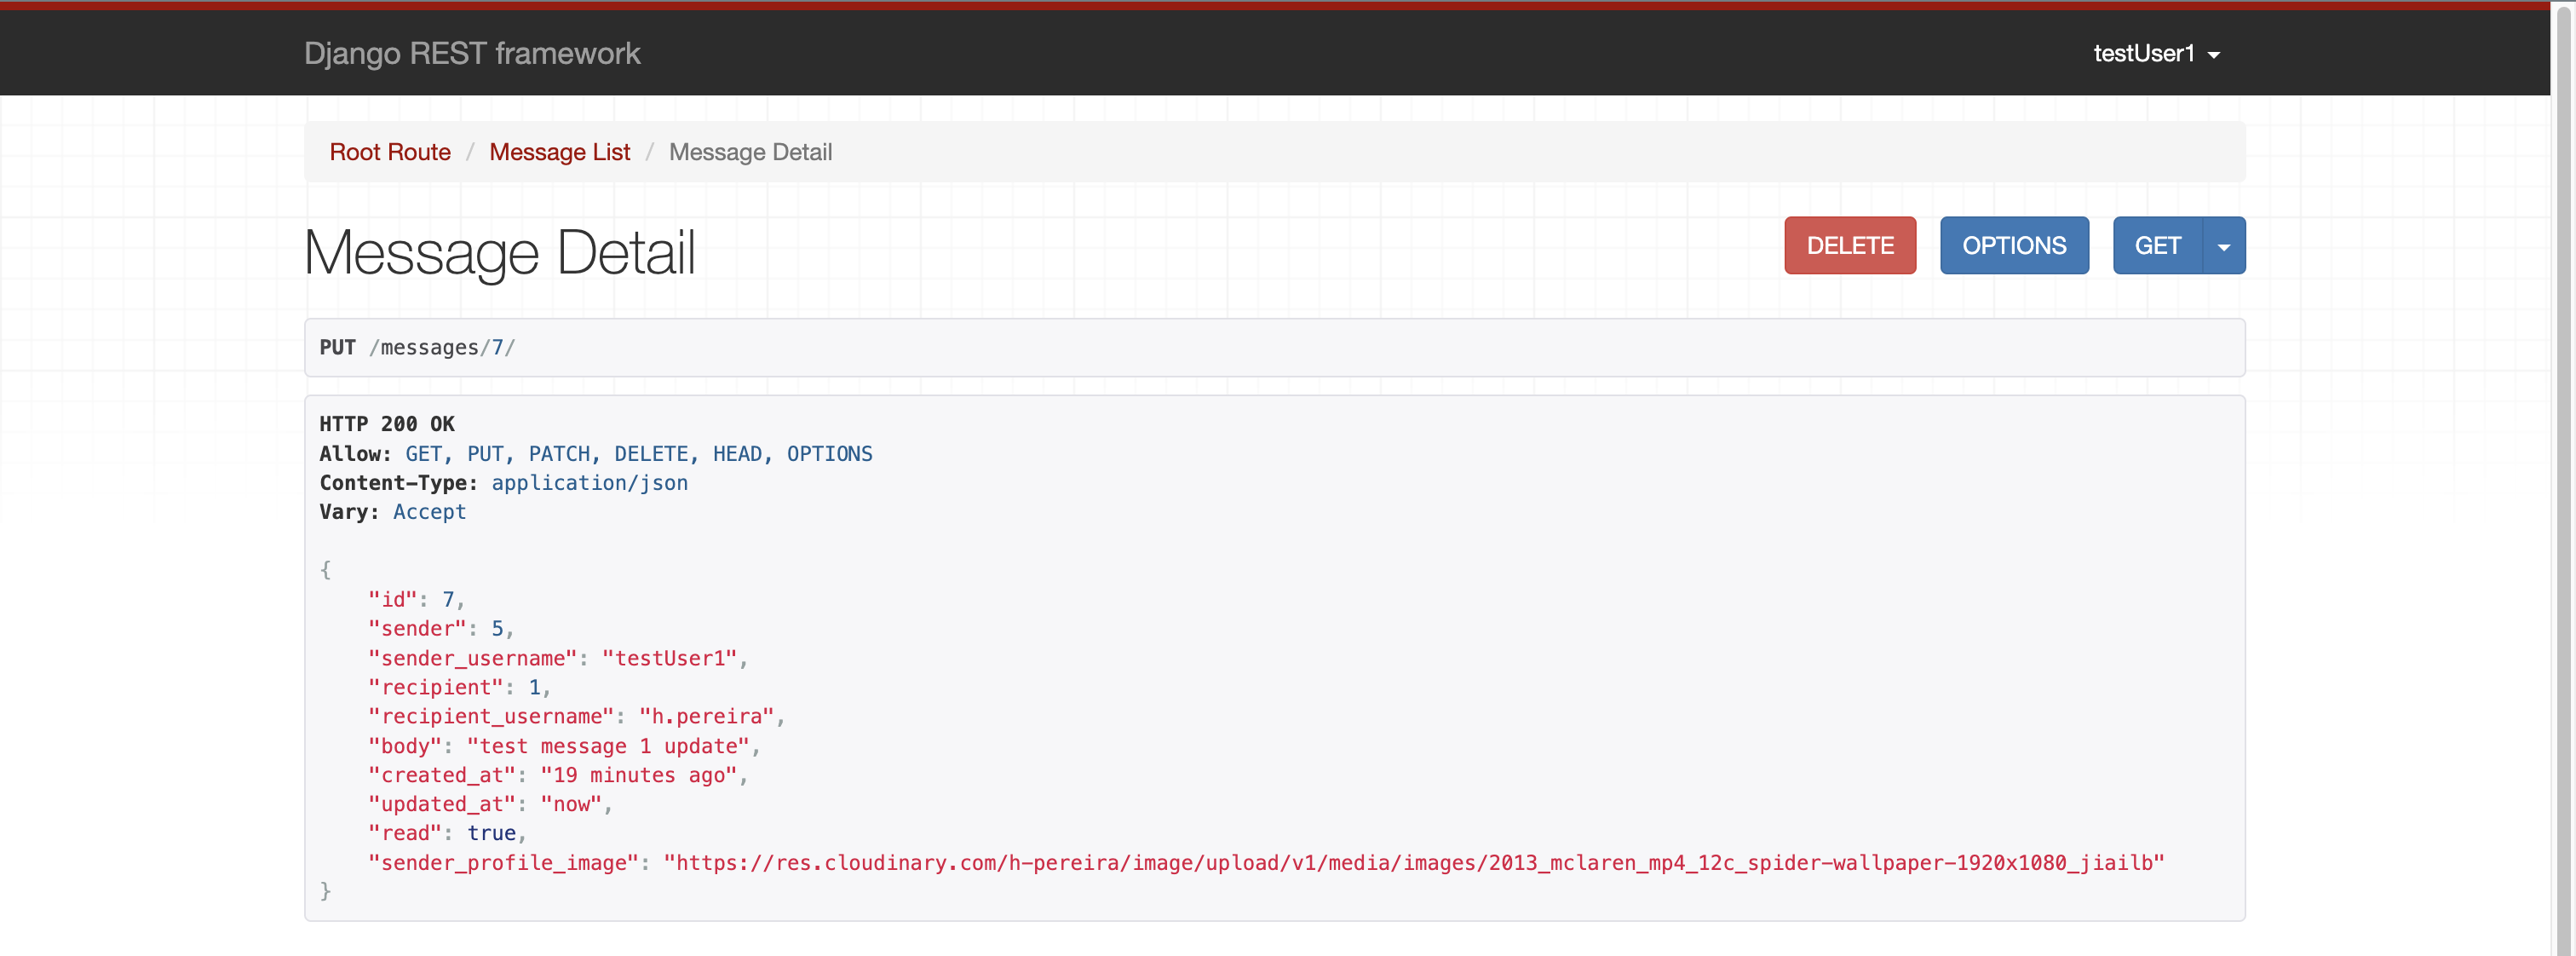 Django REST framework
testUser1
Root Route / Message List / Message Detail
Message Detail
DELETE
OPTIONS
GET
PUT /messages/7/
HTTP 200 OK
Allow: GET, PUT, PATCH, DELETE, HEAD, OPTIONS
Content-Type: application/json
Vary: Accept
{
    "id": 7,
    "sender": 5,
    "sender_username": "testUser1",
    "recipient": 1,
    "recipient_username": "h.pereira",
    "body": "test message 1 update",
    "created_at": "19 minutes ago",
    "updated_at": "now",
    "read": true,
    "sender_profile_image": "https://res.cloudinary.com/h-pereira/image/upload/v1/media/images/2013_mclaren_mp4_12c_spider-wallpaper-1920x1080_jiailb"
}